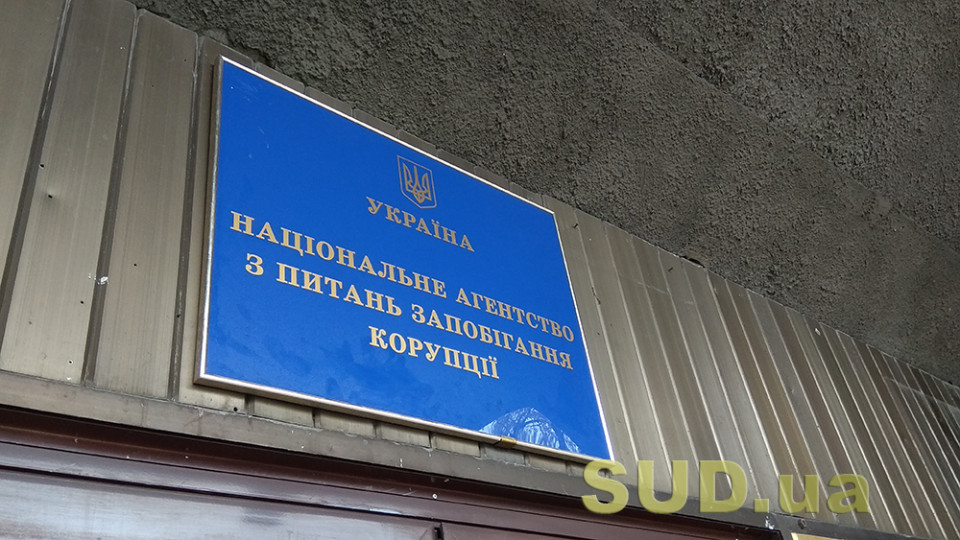 УКРАЇНА
НАЦІОНАЛЬНЕ АГЕНТСТВО
З ПИТАНЬ ЗАПОБІГАННЯ
КОРУПЦІЇ
SUD.ua